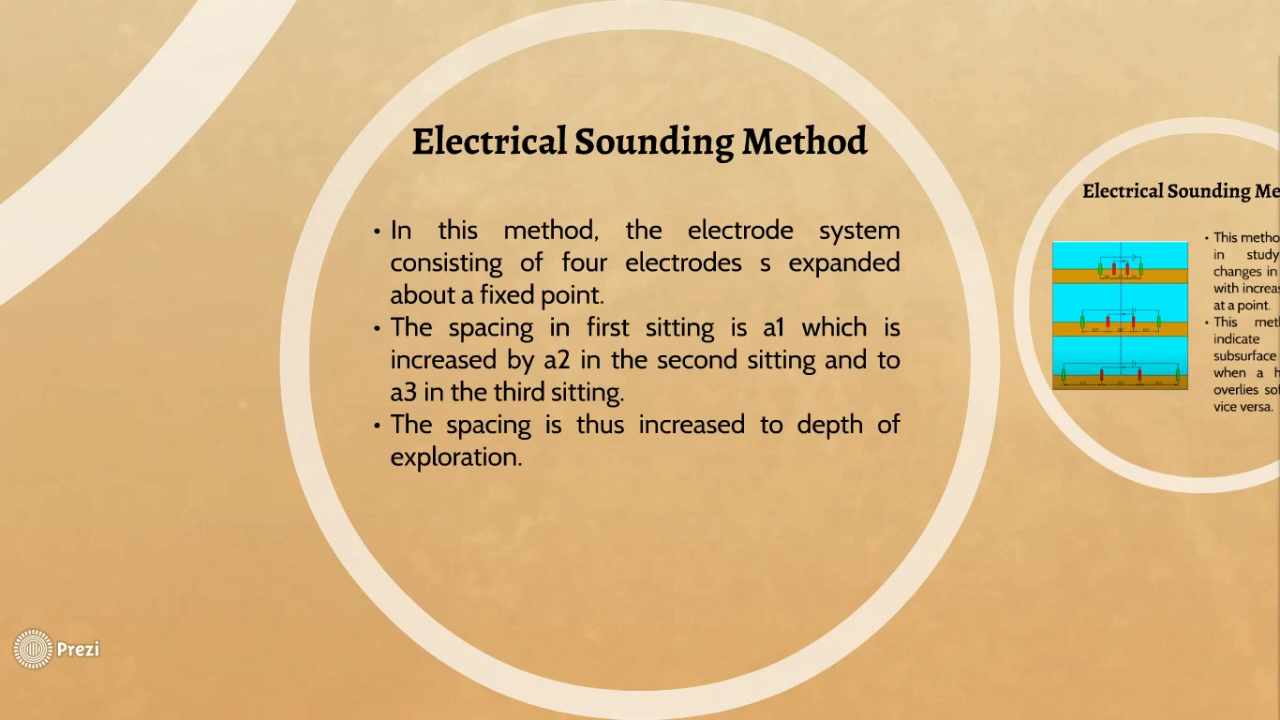 Electrical Sounding Method
• In this method, the electrode system
consisting of four electrodes s expanded
about a fixed point.
• The spacing in first sitting is a1 which is
increased by a2 in the second sitting and to
a3 in the third sitting.
• The spacing is thus increased to depth of
exploration.
Electrical Sounding Me
• This metho
in study
changes in
with increas
at a point.
• This met
indicate
subsurface
when a h
overlies so
vice versa.
Prezi